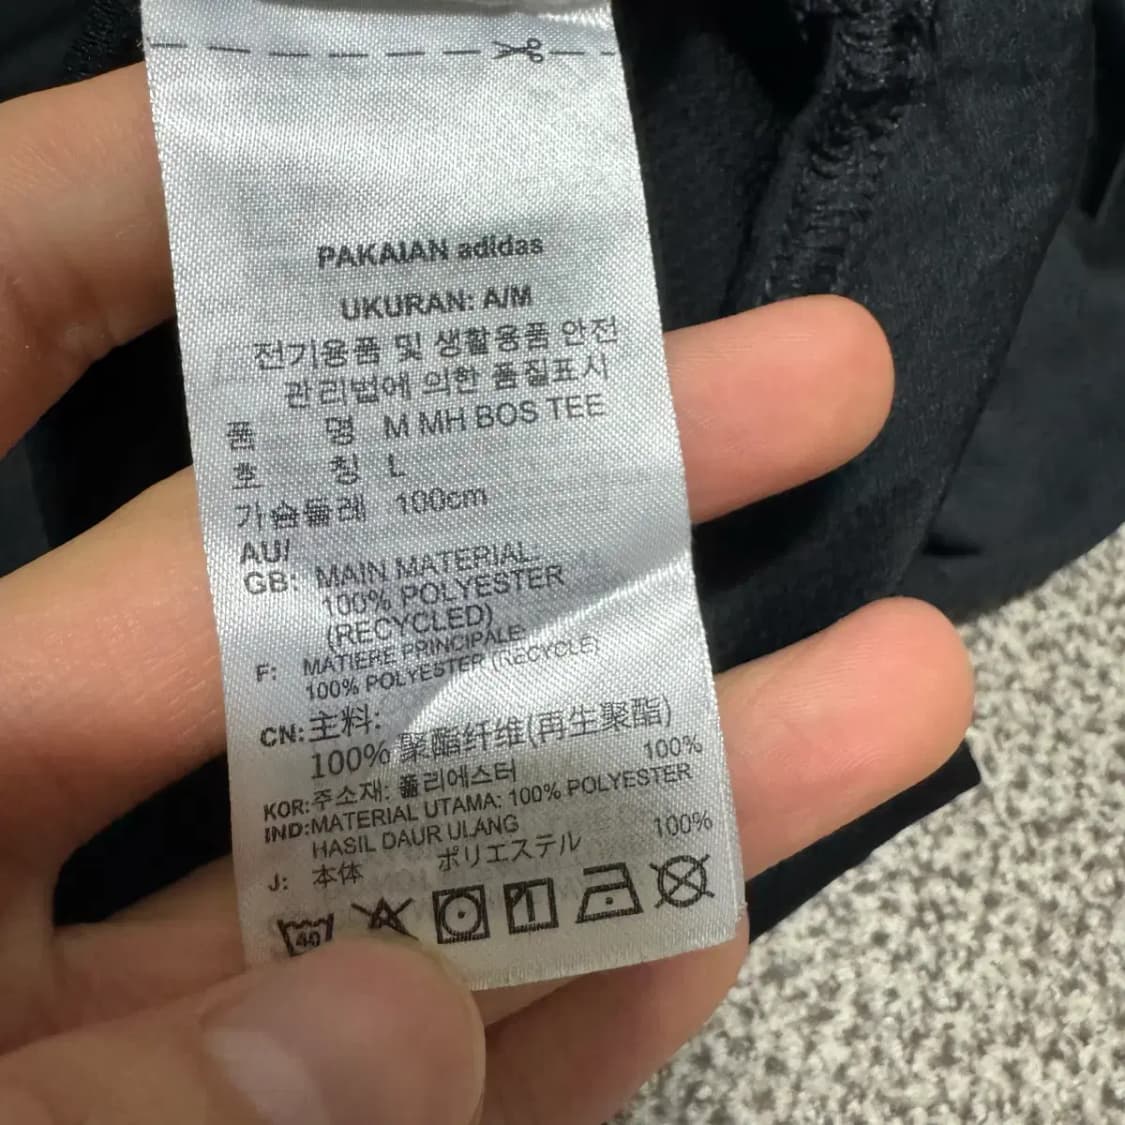 PAKAIAN adidas
UKURAN: A/M
전기용품 및 생활용품 안전
관리법에 의한 품질표시
품 명 M MH BOS TEE
호 칭 L
가슴둘레 100cm
AU/
GB: MAIN MATERIAL:
100% POLYESTER
(RECYCLED)
F: MATIERE PRINCIPALE:
100% POLYESTER (RECYCLE)
CN: 主料:
100% 聚酯纤维(再生聚酯)
KOR: 주소재: 폴리에스터 100%
IND: MATERIAL UTAMA: 100% POLYESTER
HASIL DAUR ULANG
J: 本体 ポリエステル 100%
40